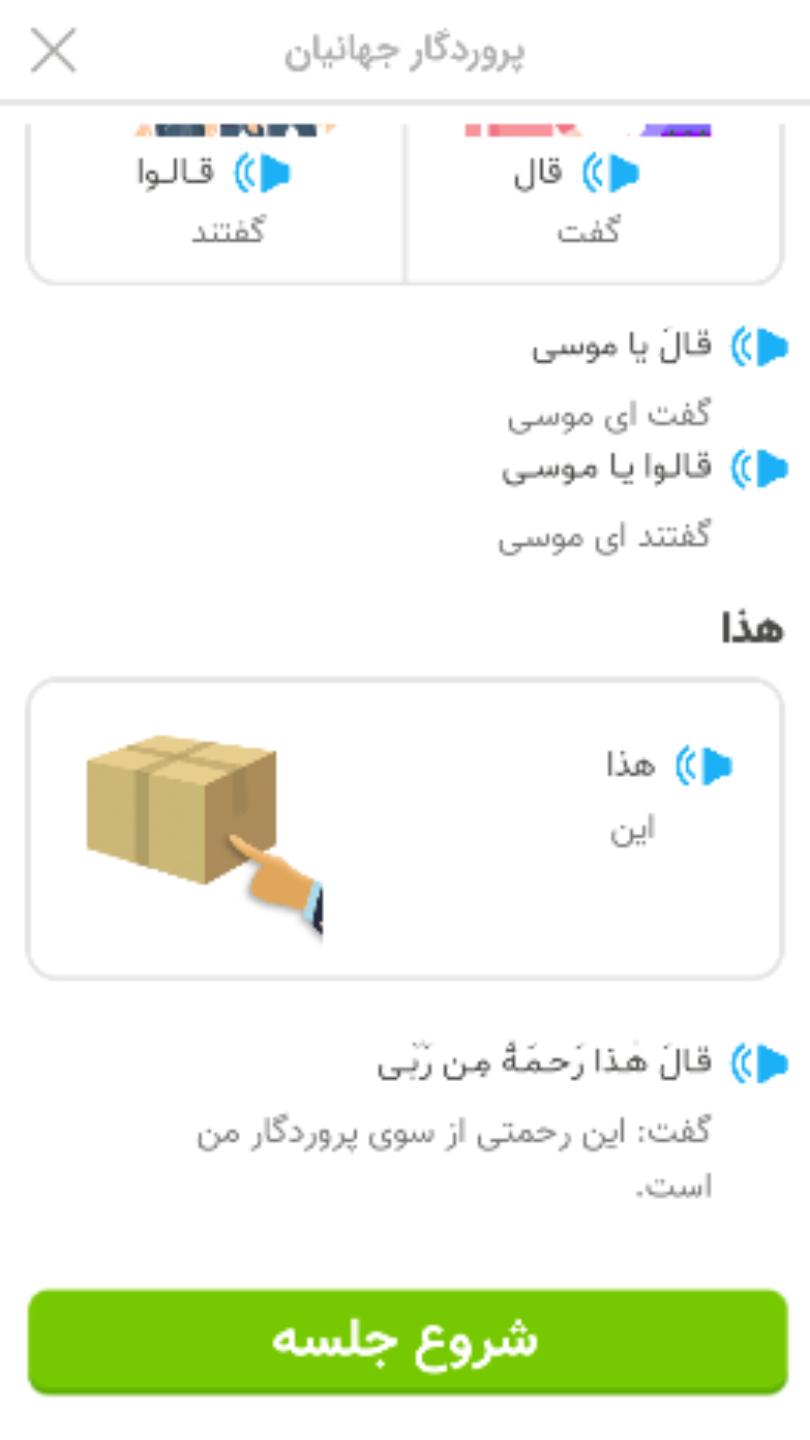 پروردگار جهانیان
قال
قالوا
گفت
گفتند
قالَ یا موسی
گفت ای موسی
قالوا یا موسی
گفتند ای موسی
هذا
هذا
این
قالَ هٰذا رَحمَةٌ مِن رَّبّی
گفت: این رحمتی از سوی پروردگار من
است.
شروع جلسه